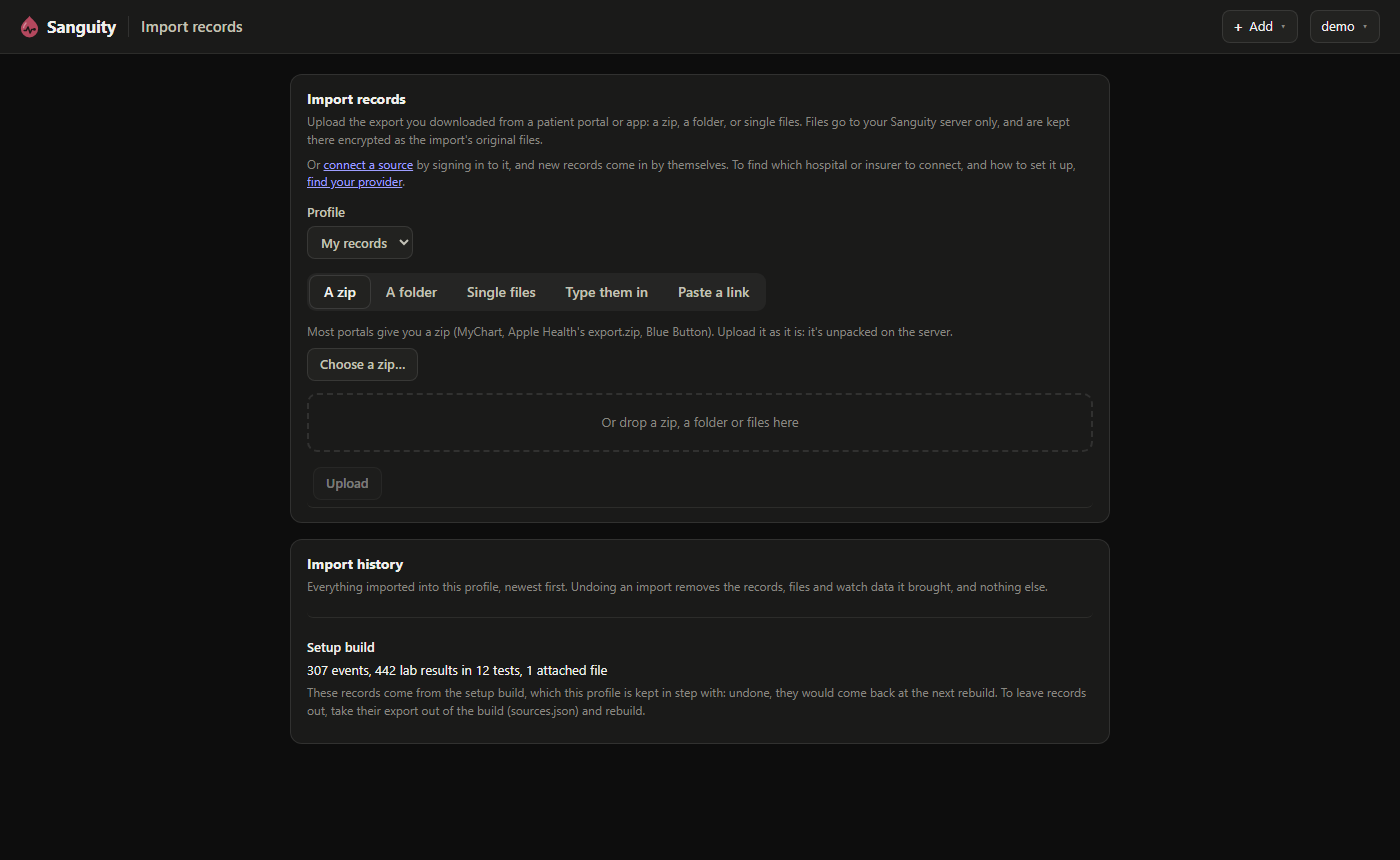 Sanguity
Import records
+ Add
demo
Import records
Upload the export you downloaded from a patient portal or app: a zip, a folder, or single files. Files go to your Sanguity server only, and are kept
there encrypted as the import's original files.
Or connect a source by signing in to it, and new records come in by themselves. To find which hospital or insurer to connect, and how to set it up,
find your provider.
Profile
My records
A zip
A folder
Single files
Type them in
Paste a link
Most portals give you a zip (MyChart, Apple Health's export.zip, Blue Button). Upload it as it is: it's unpacked on the server.
Choose a zip...
Or drop a zip, a folder or files here
Upload
Import history
Everything imported into this profile, newest first. Undoing an import removes the records, files and watch data it brought, and nothing else.
Setup build
307 events, 442 lab results in 12 tests, 1 attached file
These records come from the setup build, which this profile is kept in step with: undone, they would come back at the next rebuild. To leave records
out, take their export out of the build (sources.json) and rebuild.